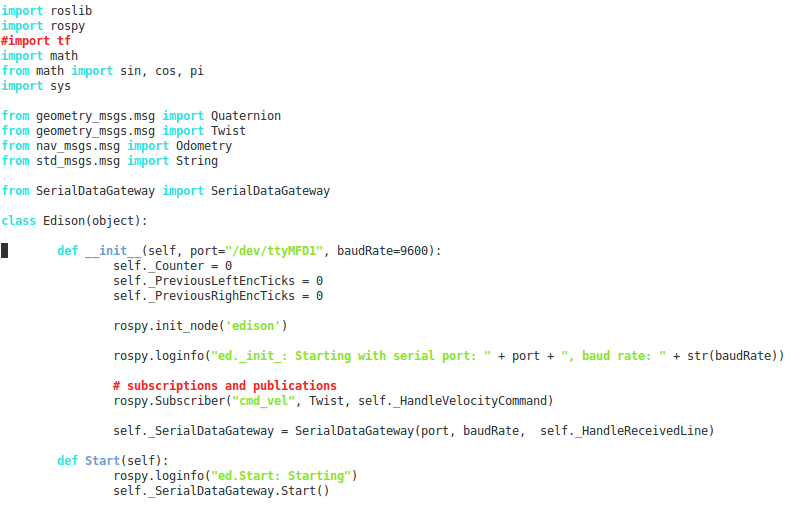 import roslib
import rospy
#import tf
import math
from math import sin, cos, pi
import sys
from geometry_msgs.msg import Quaternion
from geometry_msgs.msg import Twist
from nav_msgs.msg import Odometry
from std_msgs.msg import String
from SerialDataGateway import SerialDataGateway
class Edison(object):
def __init__(self, port="/dev/ttyMFD1", baudRate=9600):
self._Counter = 0
self._PreviousLeftEncTicks = 0
self._PreviousRighEncTicks = 0
rospy.init_node('edison')
rospy.loginfo("ed._init_: Starting with serial port: " + port + ", baud rate: " + str(baudRate))
# subscriptions and publications
rospy.Subscriber("cmd_vel", Twist, self._HandleVelocityCommand)
self._SerialDataGateway = SerialDataGateway(port, baudRate,  self._HandleReceivedLine)
def Start(self):
rospy.loginfo("ed.Start: Starting")
self._SerialDataGateway.Start()